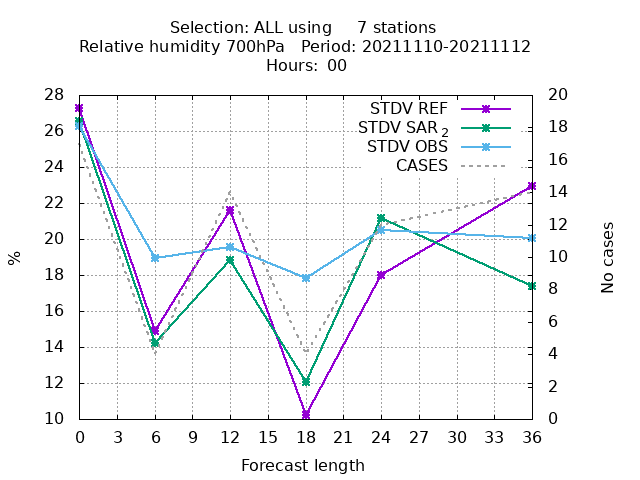 Selection: ALL using     7 stations
Relative humidity 700hPa   Period: 20211110-20211112
Hours: 00
STDV REF
STDV SAR 2
STDV OBS
CASES
28
26
24
22
20
18
16
14
12
10
%
20
18
16
14
12
10
8
6
4
2
0
No cases
0 3 6 9 12 15 18 21 24 27 30 33 36
Forecast length